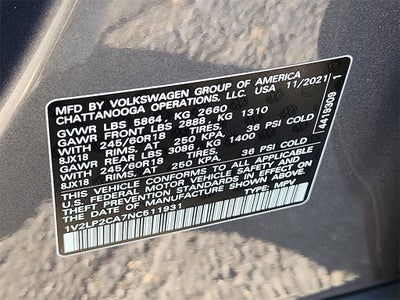 MFD. BY VOLKSWAGEN GROUP OF AMERICA
CHATTANOOGA OPERATIONS, LLC. USA 11/2021
GVWR LBS 5864, KG 2660
GAWR FRONT LBS 2888, KG 1310
WITH 245/60R18 TIRES,
8JX18 RIMS, AT 250 KPA, 36 PSI COLD
GAWR REAR LBS 3086, KG 1400
WITH 245/60R18 TIRES,
8JX18 RIMS, AT 250 KPA, 36 PSI COLD
THIS VEHICLE CONFORMS TO ALL APPLICABLE
FEDERAL MOTOR VEHICLE SAFETY, AND
THEFT PREVENTION STANDARDS IN EFFECT ON
THE DATE OF MANUFACTURE SHOWN ABOVE.
1V2LP2CA7NC511931 TYPE: MPV
4419309 1